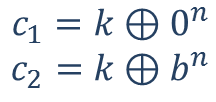 c₁ = k ⊕ 0ⁿ
c₂ = k ⊕ bⁿ